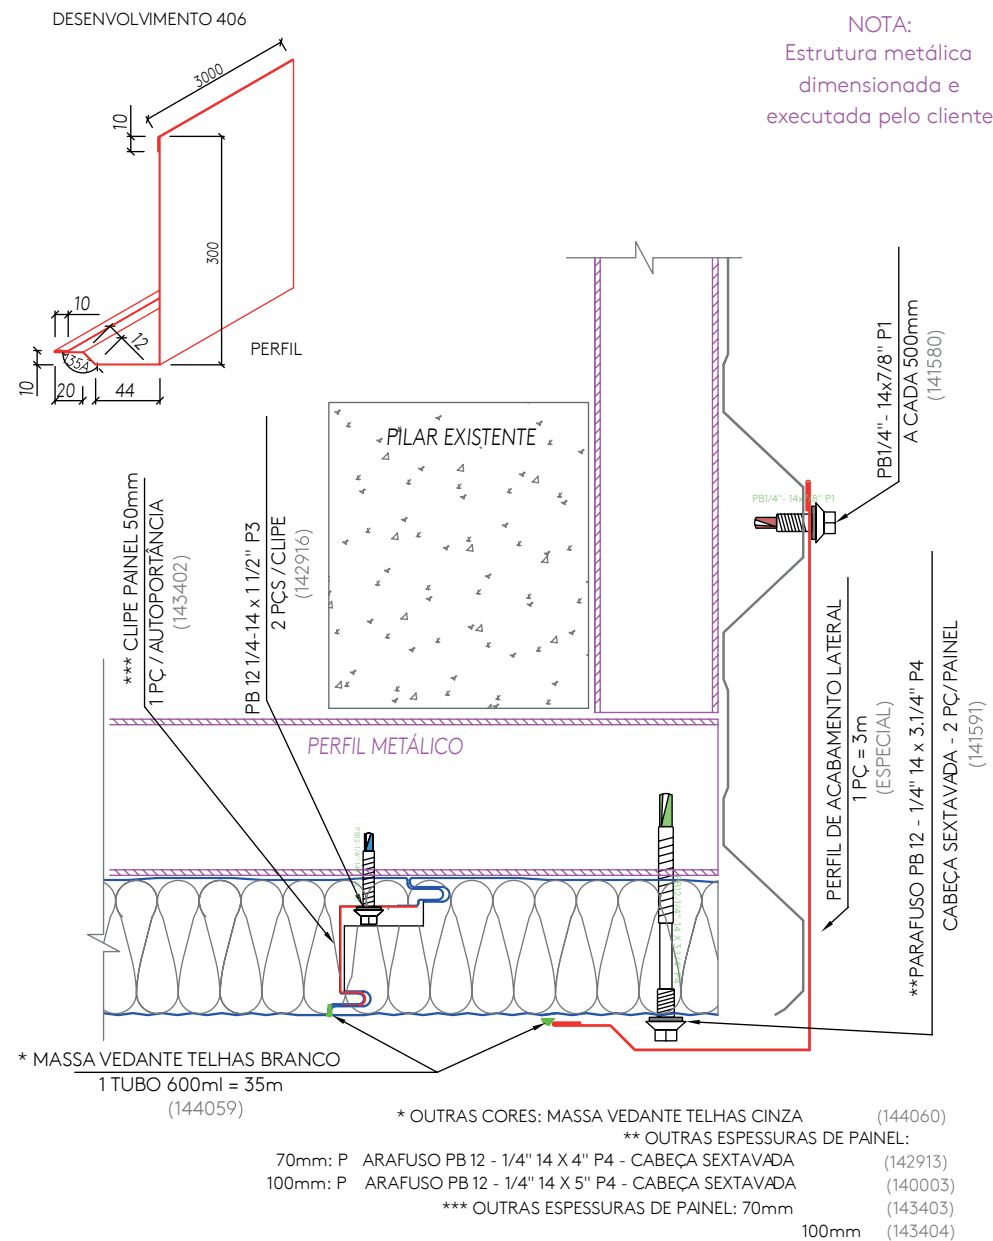 DESENVOLVIMENTO 406
3000
10
300
10
12
135Â
10
20
44
PERFIL
NOTA:
Estrutura metálica
dimensionada e
executada pelo cliente
PILAR EXISTENTE
PERFIL METÁLICO
*** CLIPE PAINEL 50mm
1 PÇ / AUTOPORTÂNCIA
(143402)
PB 12 1/4-14 x 1 1/2" P3
2 PÇS / CLIPE
(142916)
PB1/4" - 14x7/8" P1
A CADA 500mm
(141580)
PB1/4" - 14x7/8" P1
PERFIL DE ACABAMENTO LATERAL
1 PÇ = 3m
(ESPECIAL)
**PARAFUSO PB 12 - 1/4" 14 x 3.1/4" P4
CABEÇA SEXTAVADA - 2 PÇ/ PAINEL
(141591)
* MASSA VEDANTE TELHAS BRANCO
1 TUBO 600ml = 35m
(144059)
* OUTRAS CORES: MASSA VEDANTE TELHAS CINZA (144060)
** OUTRAS ESPESSURAS DE PAINEL:
70mm: P ARAFUSO PB 12 - 1/4" 14 X 4" P4 - CABEÇA SEXTAVADA (142913)
100mm: P ARAFUSO PB 12 - 1/4" 14 X 5" P4 - CABEÇA SEXTAVADA (140003)
*** OUTRAS ESPESSURAS DE PAINEL: 70mm (143403)
100mm (143404)